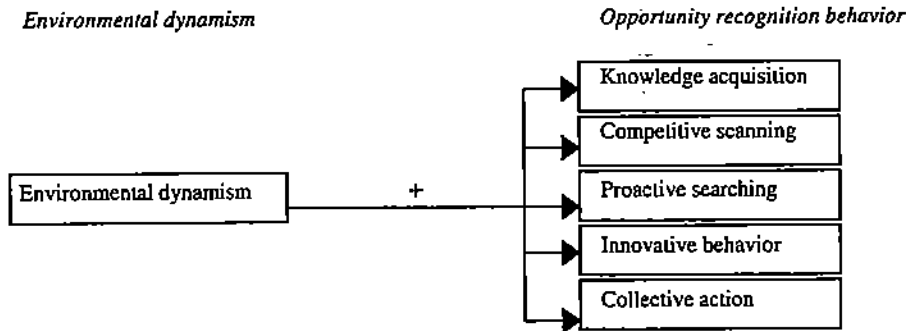 Environmental dynamism
Opportunity recognition behavior
Knowledge acquisition
Competitive scanning
Environmental dynamism
+
Proactive searching
Innovative behavior
Collective action